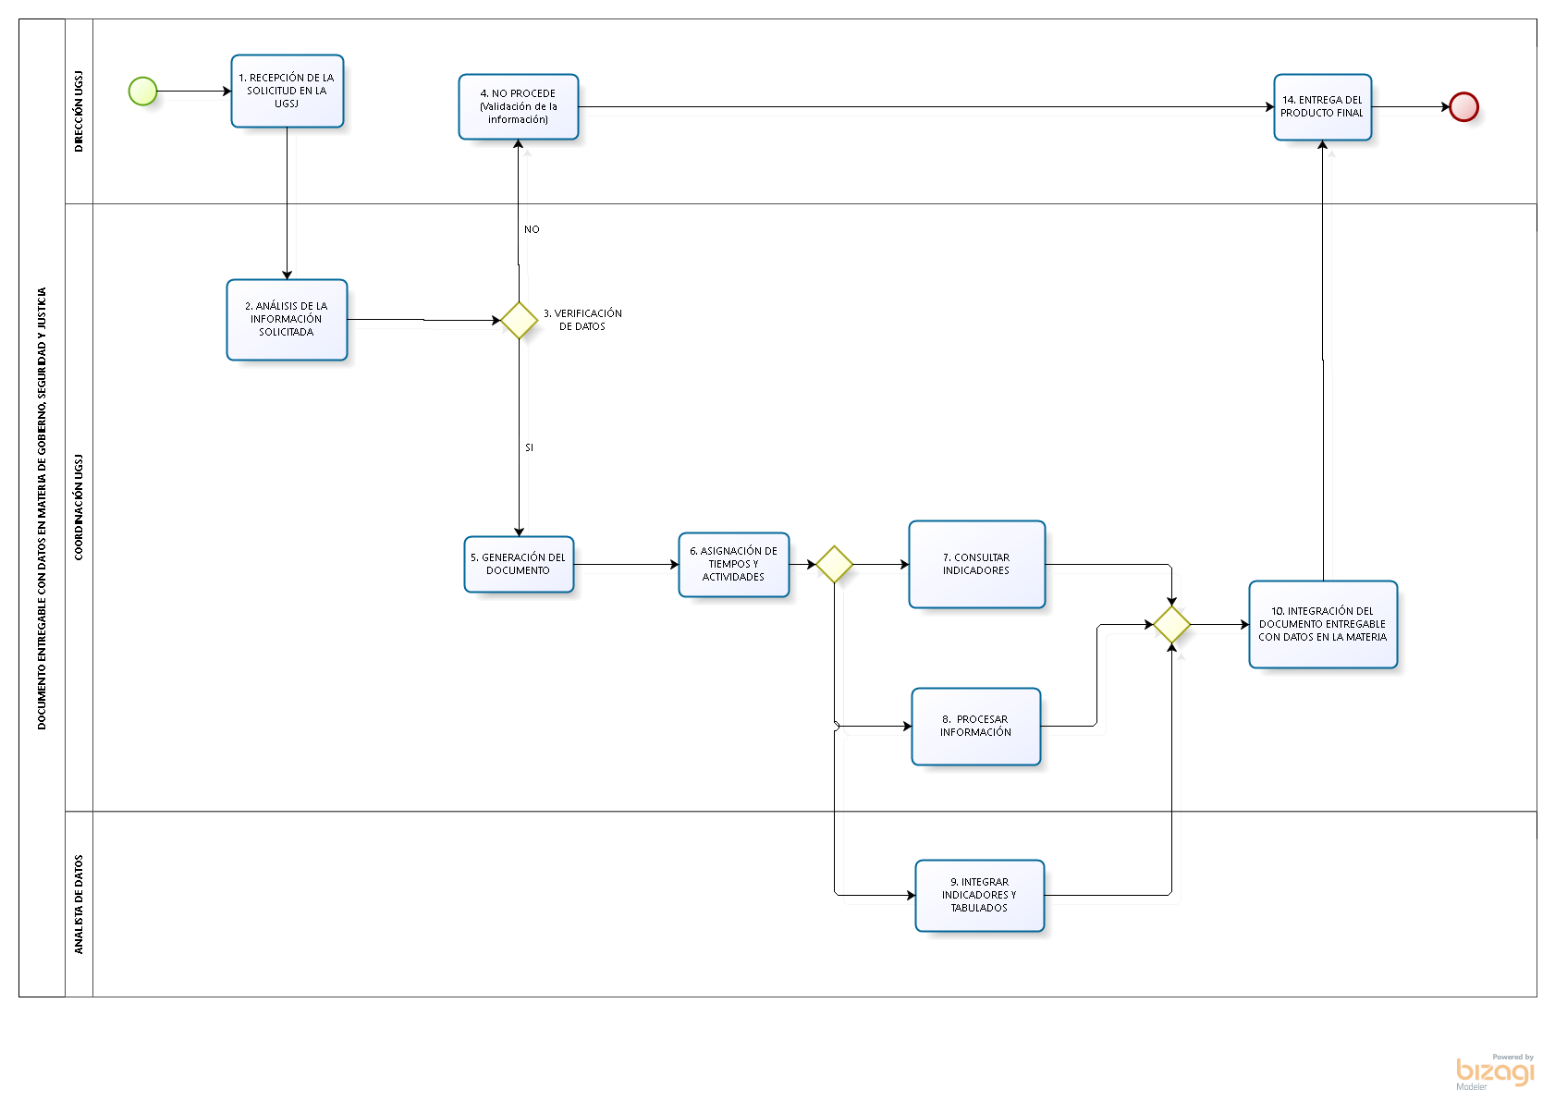 DOCUMENTO ENTREGABLE CON DATOS EN MATERIA DE GOBIERNO, SEGURIDAD Y JUSTICIA
DIRECCIÓN UGSJ
1. RECEPCIÓN DE LA
SOLICITUD EN LA
UGSJ
4. NO PROCEDE
(Validación de la
información)
14. ENTREGA DEL
PRODUCTO FINAL
COORDINACIÓN UGSJ
NO
2. ANÁLISIS DE LA
INFORMACIÓN
SOLICITADA
3. VERIFICACIÓN
DE DATOS
SI
5. GENERACIÓN DEL
DOCUMENTO
6. ASIGNACIÓN DE
TIEMPOS Y
ACTIVIDADES
7. CONSULTAR
INDICADORES
10. INTEGRACIÓN DEL
DOCUMENTO ENTREGABLE
CON DATOS EN LA MATERIA
8. PROCESAR
INFORMACIÓN
ANALISTA DE DATOS
9. INTEGRAR
INDICADORES Y
TABULADOS
Powered by
bizagi
Modeler